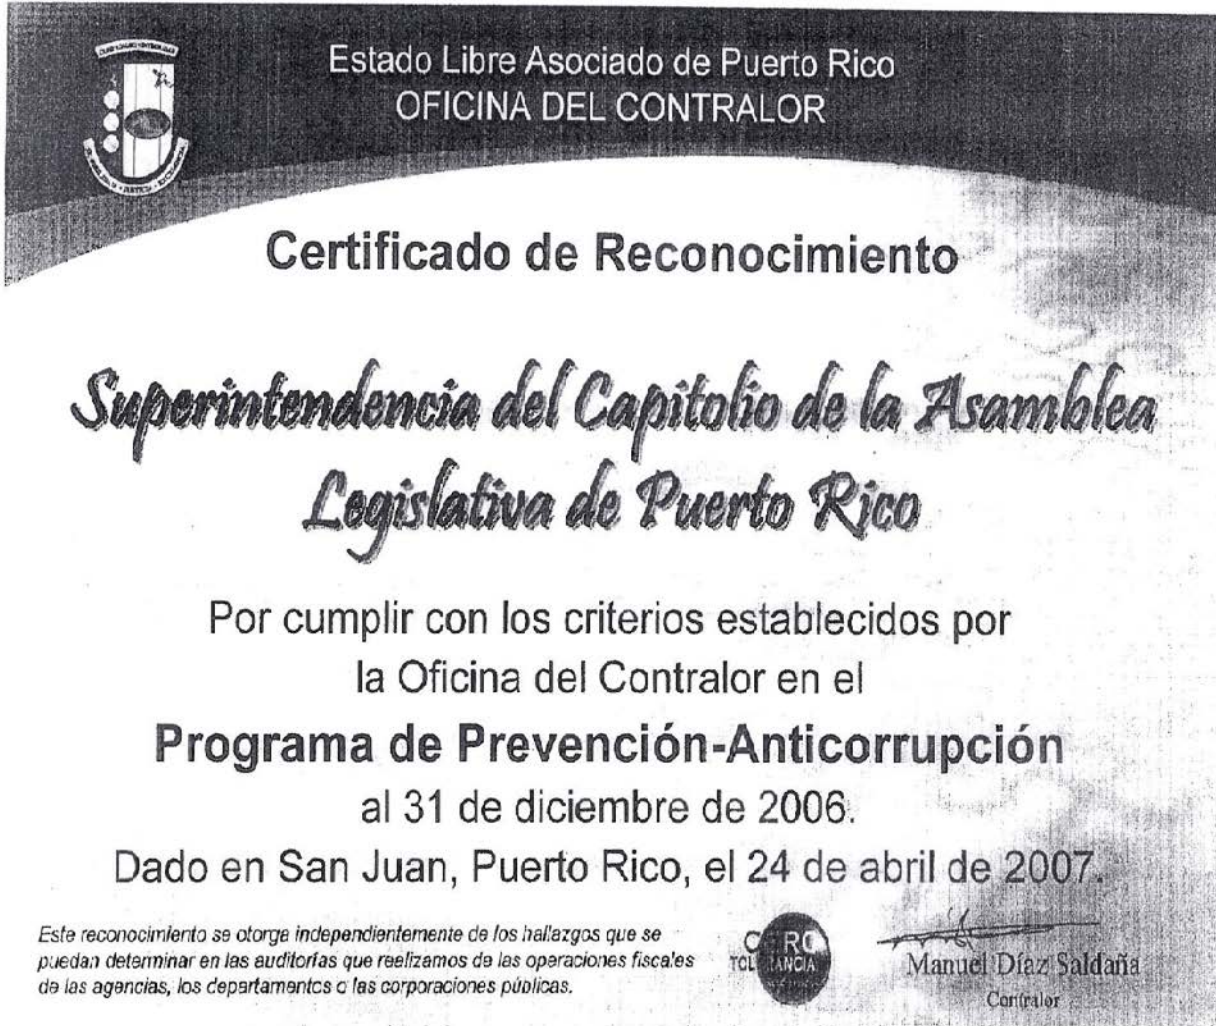 Estado Libre Asociado de Puerto Rico
OFICINA DEL CONTRALOR
Certificado de Reconocimiento
Superintendencia del Capitolio de la Asamblea
Legislativa de Puerto Rico
Por cumplir con los criterios establecidos por
la Oficina del Contralor en el
Programa de Prevención-Anticorrupción
al 31 de diciembre de 2006.
Dado en San Juan, Puerto Rico, el 24 de abril de 2007.
Este reconocimiento se otorga independientemente de los hallazgos que se
puedan determinar en las auditorías que realizamos de las operaciones fiscales
de las agencias, los departamentos o las corporaciones públicas.
Manuel Díaz Saldaña
Contralor